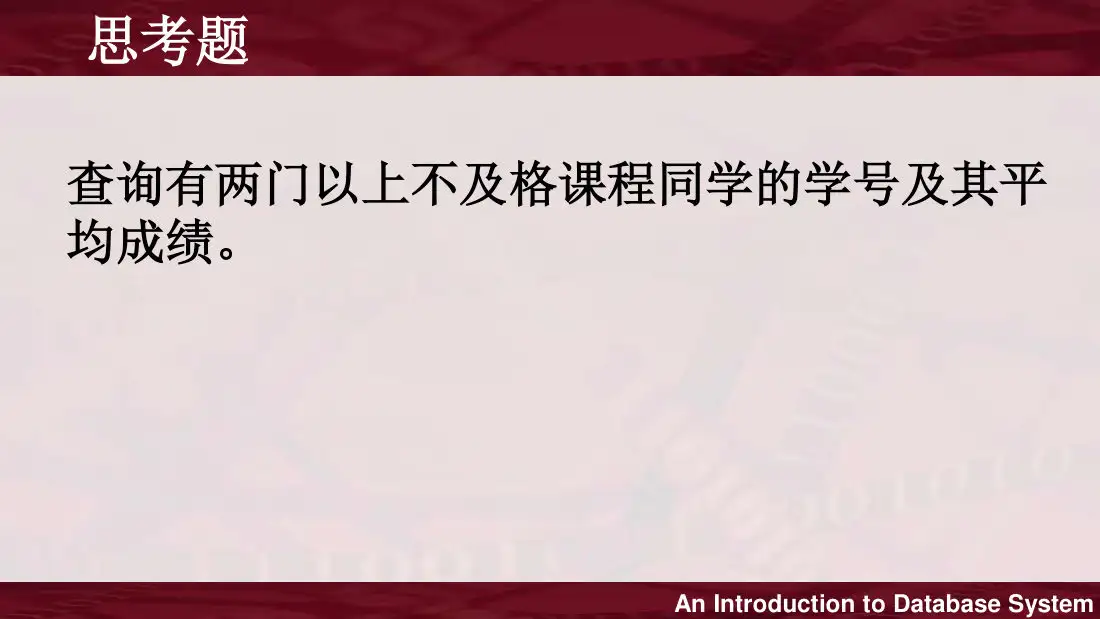 思考题
查询有两门以上不及格课程同学的学号及其平
均成绩。
An Introduction to Database System